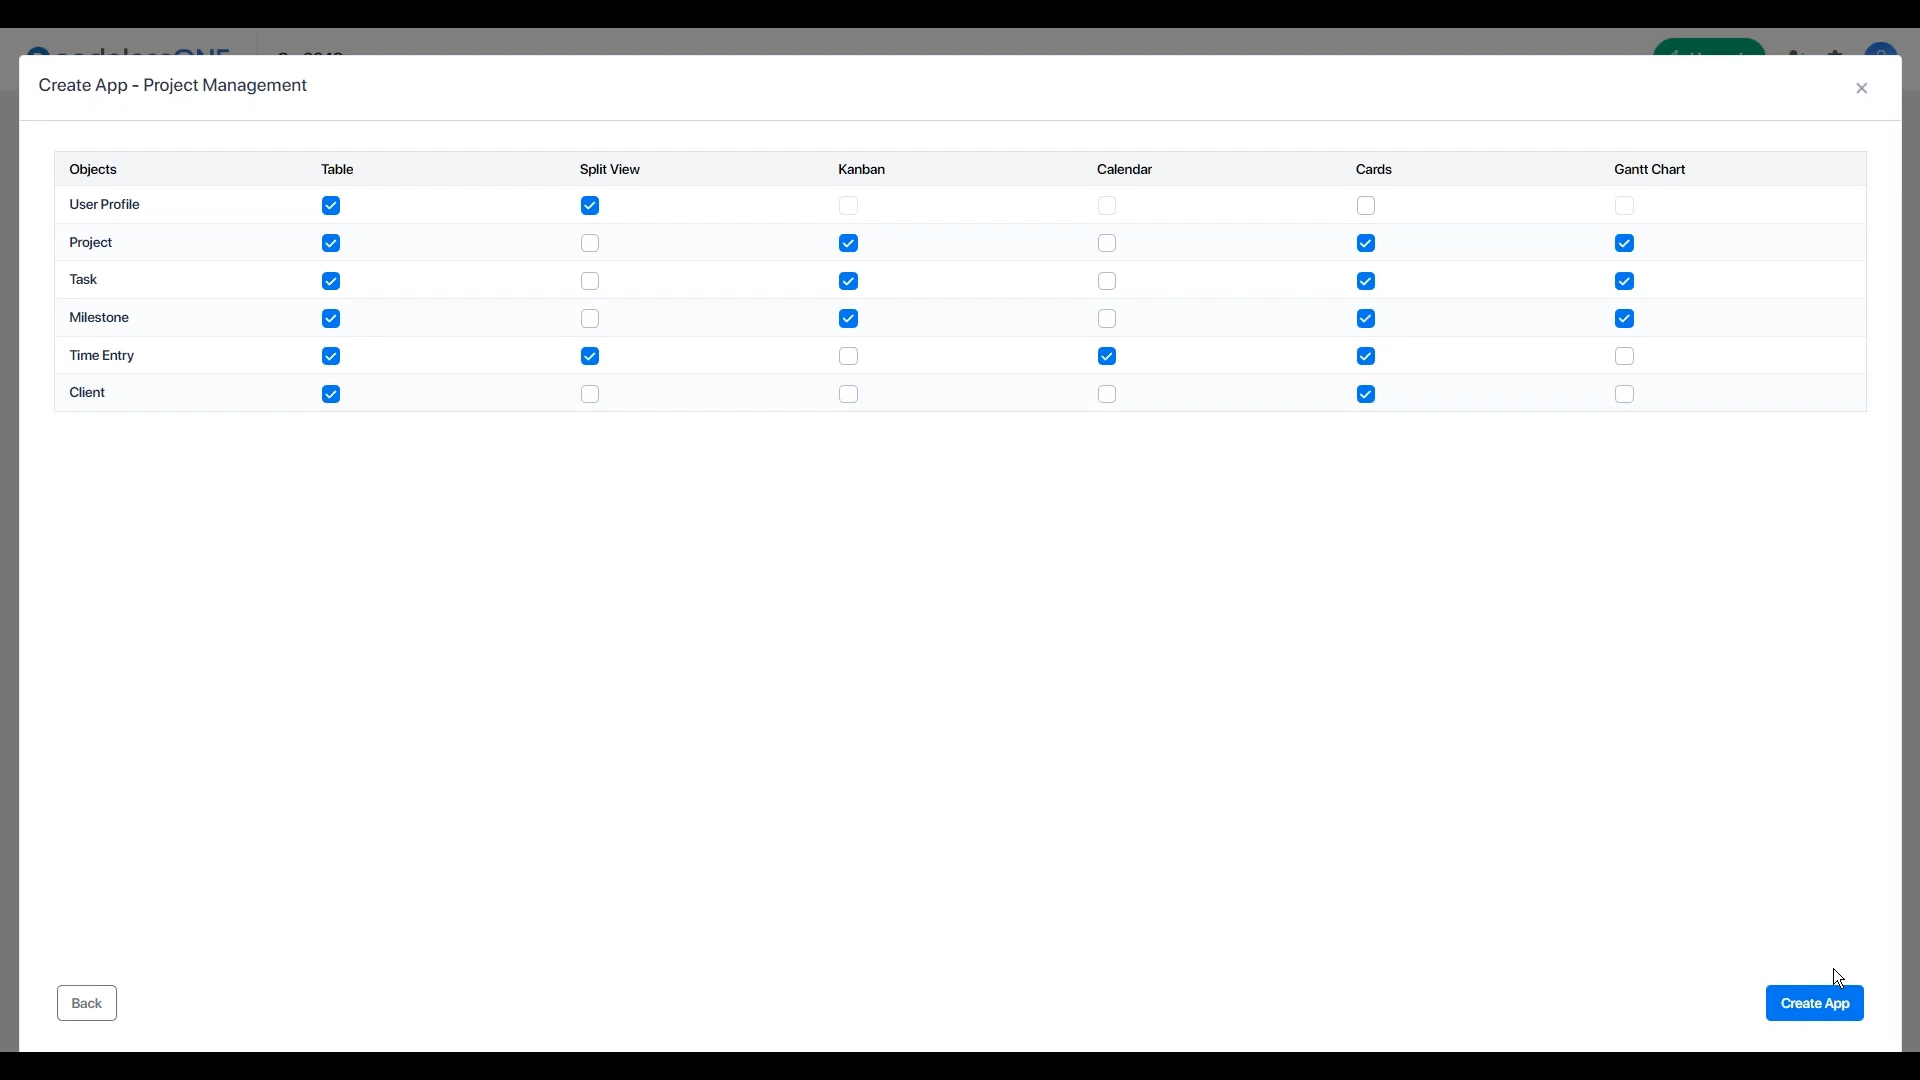 Create App - Project Management
Objects Table Split View Kanban Calendar Cards Gantt Chart
User Profile
Project
Task
Milestone
Time Entry
Client
Back Create App